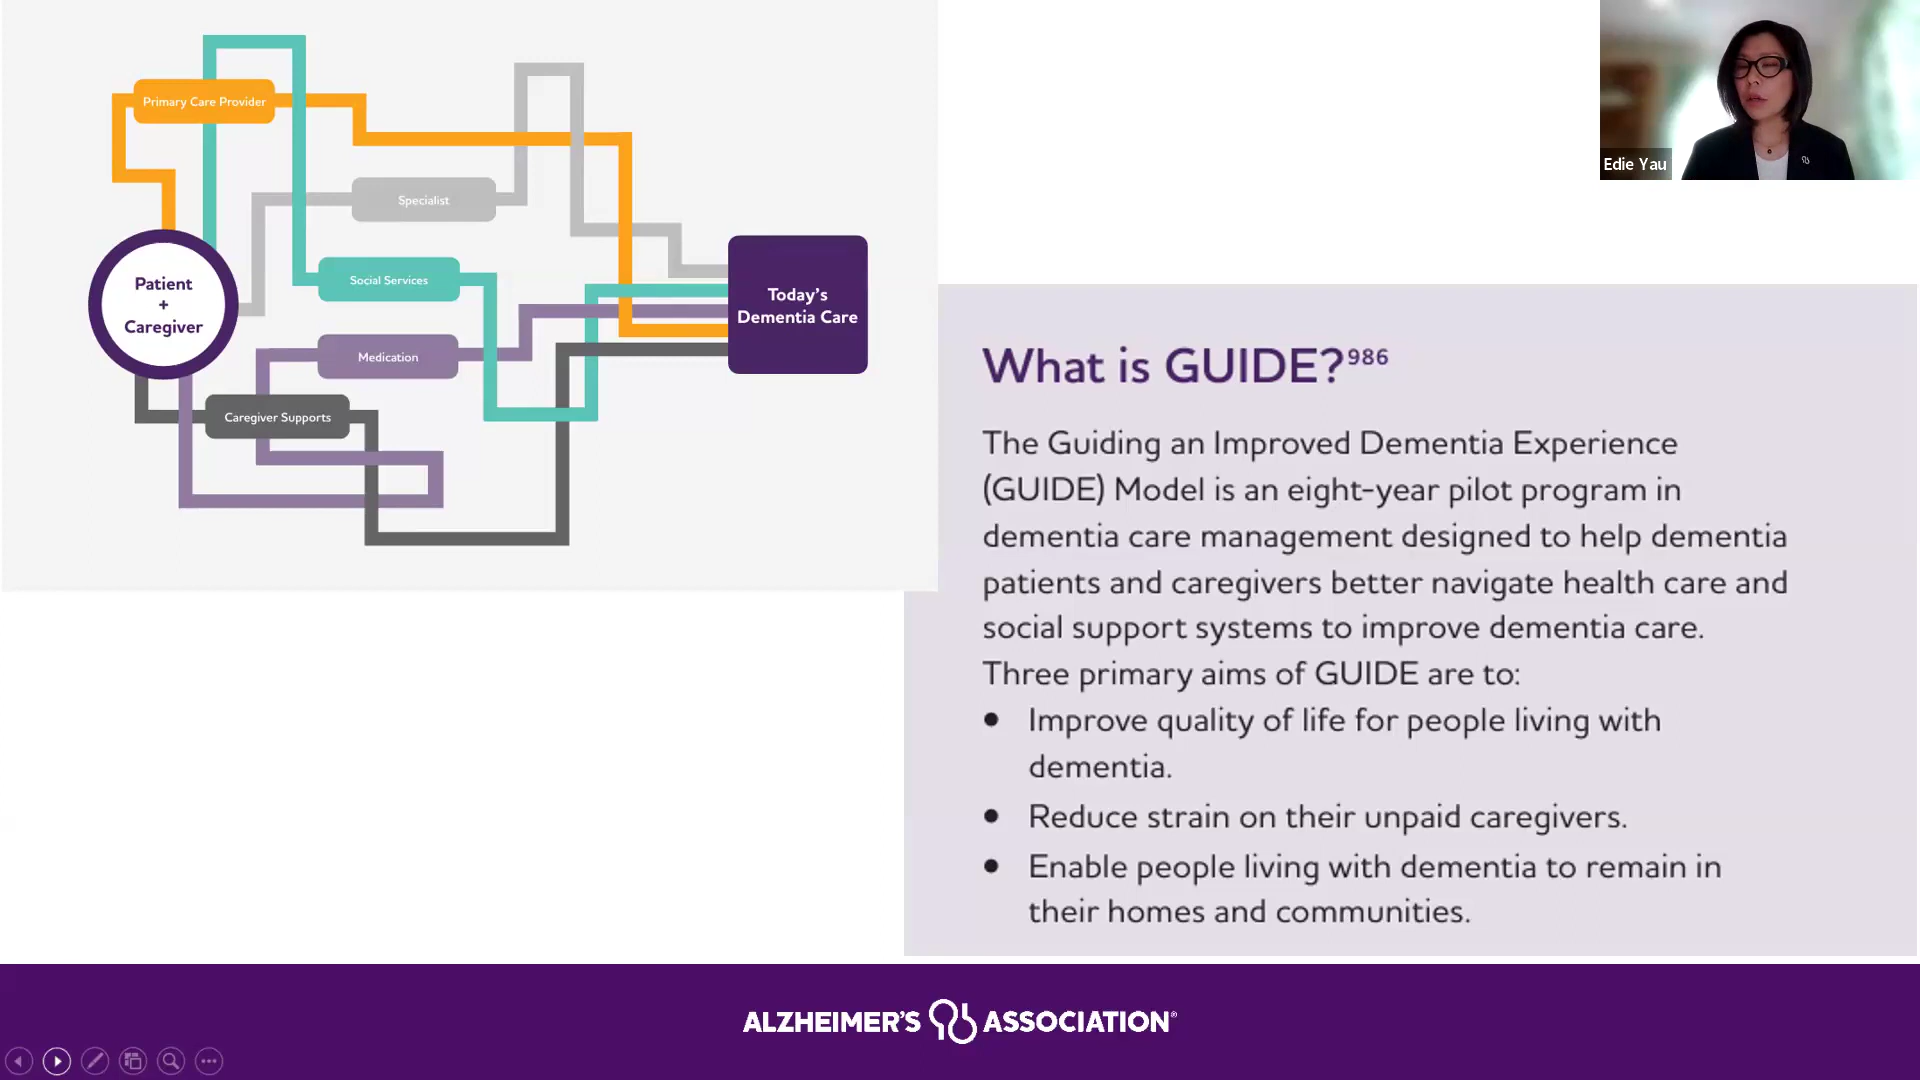 Primary Care Provider
Specialist
Social Services
Medication
Caregiver Supports
Patient
+
Caregiver
Today's
Dementia Care
Edie Yau
What is GUIDE?986
The Guiding an Improved Dementia Experience
(GUIDE) Model is an eight-year pilot program in
dementia care management designed to help dementia
patients and caregivers better navigate health care and
social support systems to improve dementia care.
Three primary aims of GUIDE are to:
• Improve quality of life for people living with
dementia.
• Reduce strain on their unpaid caregivers.
• Enable people living with dementia to remain in
their homes and communities.
ALZHEIMER'S ASSOCIATION®